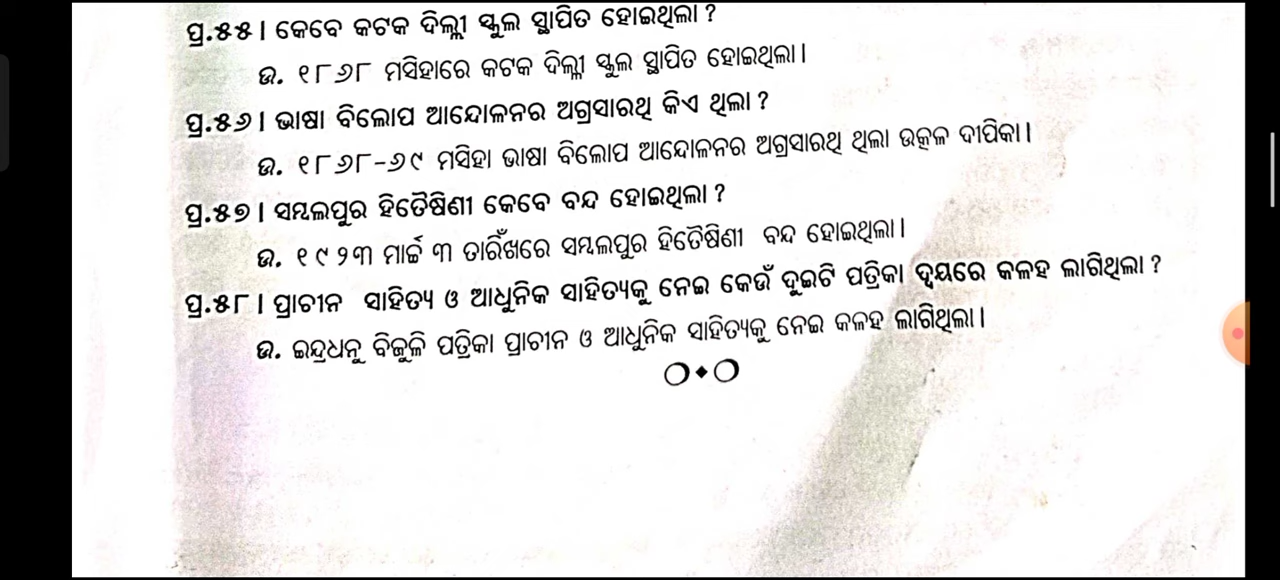 ପ୍ର.୫୫। କେବେ କଟକ ଦିଲ୍ଲୀ ସ୍କୁଲ ସ୍ଥାପିତ ହୋଇଥିଲା ?
ଉ. ୧୮୬୮ ମସିହାରେ କଟକ ଦିଲ୍ଲୀ ସ୍କୁଲ ସ୍ଥାପିତ ହୋଇଥିଲା।
ପ୍ର.୫୬। ଭାଷା ବିଲୋପ ଆନ୍ଦୋଳନର ଅଗ୍ରସାରଥି କିଏ ଥିଲା ?
ଉ. ୧୮୬୮-୬୯ ମସିହା ଭାଷା ବିଲୋପ ଆନ୍ଦୋଳନର ଅଗ୍ରସାରଥି ଥିଲା ଉତ୍କଳ ଦୀପିକା।
ପ୍ର.୫୭। ସମ୍ବଲପୁର ହିତୈଷିଣୀ କେବେ ବନ୍ଦ ହୋଇଥିଲା ?
ଉ. ୧୯୨୩ ମାର୍ଚ୍ଚ ୩ ତାରିଁଖରେ ସମ୍ବଲପୁର ହିତୈଷିଣୀ ବନ୍ଦ ହୋଇଥିଲା।
ପ୍ର.୫୮। ପ୍ରାଚୀନ ସାହିତ୍ୟ ଓ ଆଧୁନିକ ସାହିତ୍ୟକୁ ନେଇ କେଉଁ ଦୁଇଟି ପତ୍ରିକା ଦ୍ୱୟରେ କଳହ ଲାଗିଥିଲା ?
ଉ. ଇନ୍ଦ୍ରଧନୁ ବିଜୁଳି ପତ୍ରିକା ପ୍ରାଚୀନ ଓ ଆଧୁନିକ ସାହିତ୍ୟକୁ ନେଇ କଳହ ଲାଗିଥିଲା।